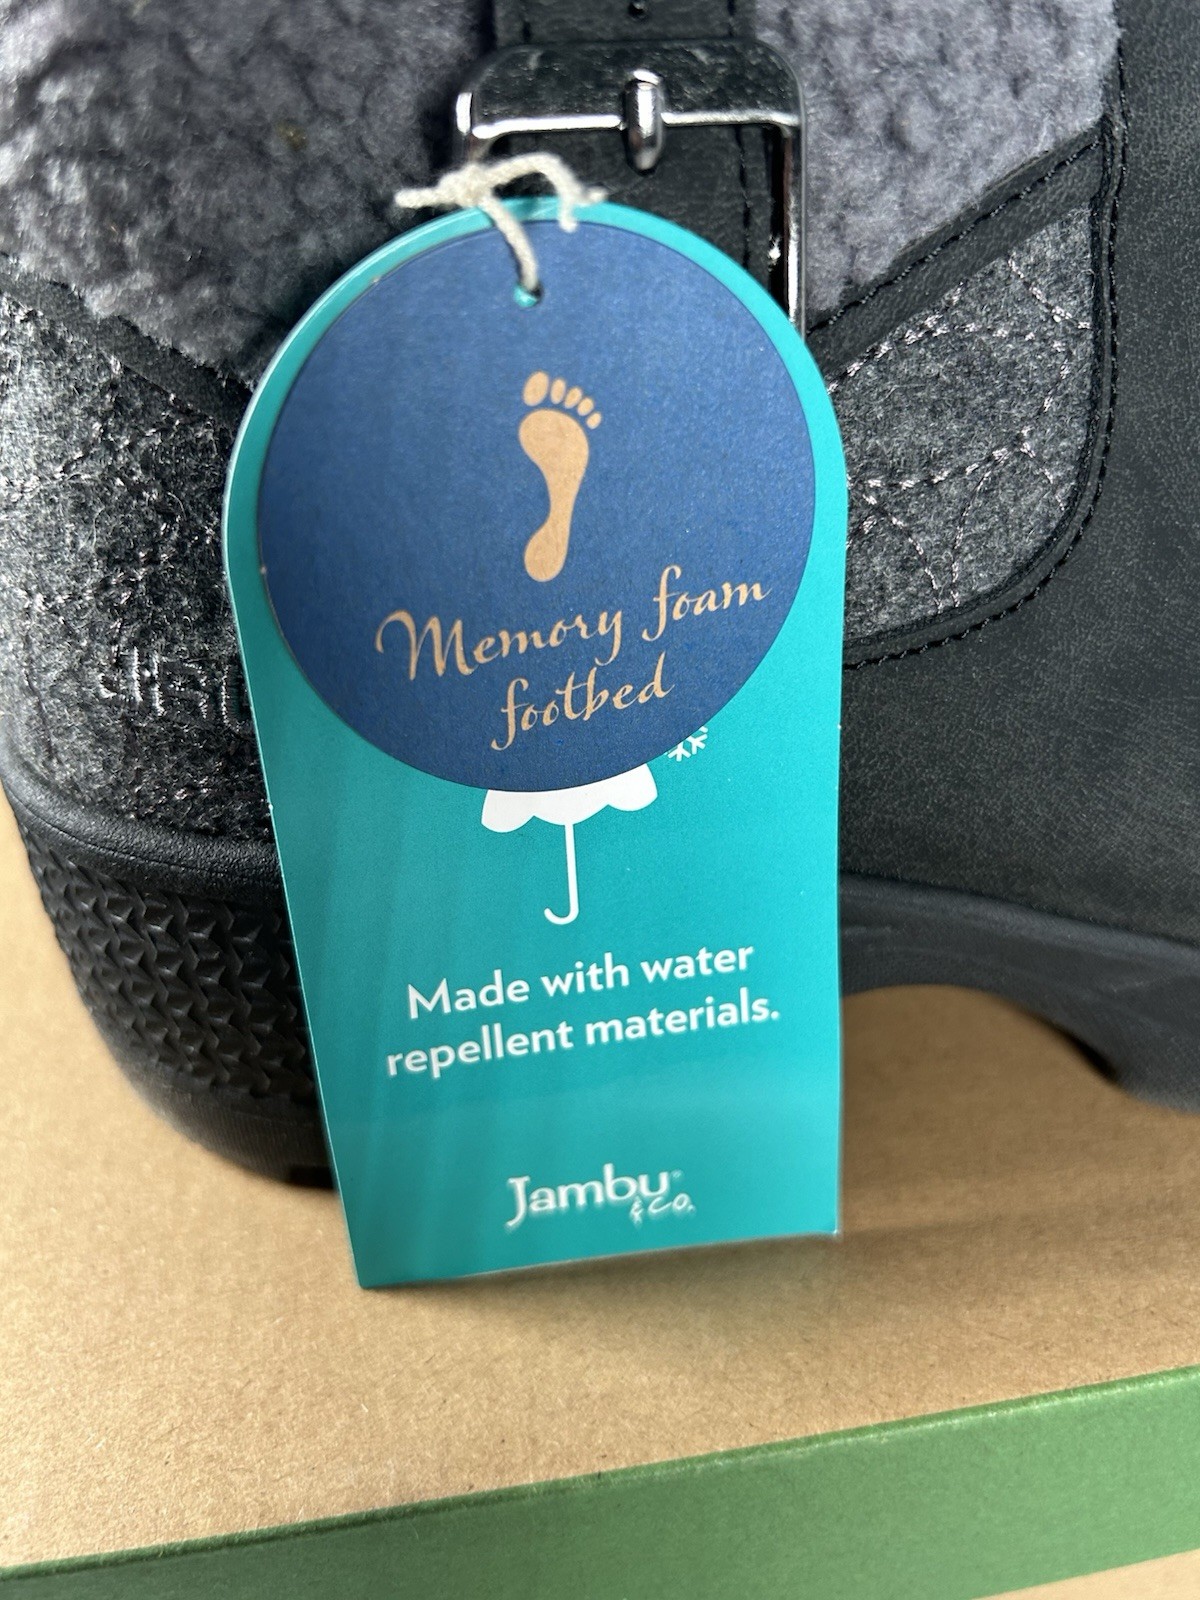 Memory foam
footbed
Made with water
repellent materials.
Jambu®
& co.